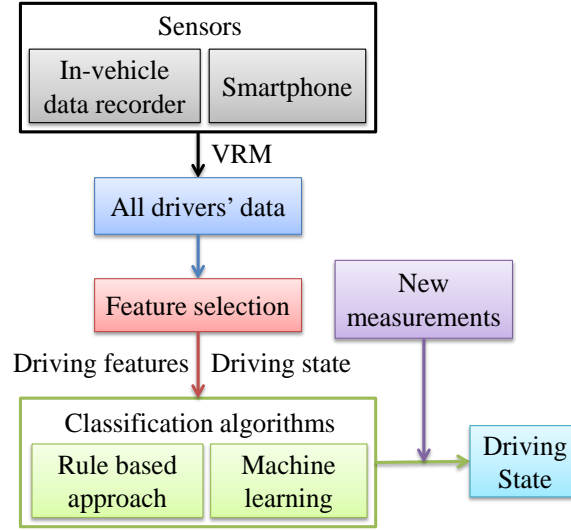 Sensors
In-vehicle
data recorder
Smartphone
VRM
All drivers' data
Feature selection
New
measurements
Driving features
Driving state
Classification algorithms
Rule based
approach
Machine
learning
Driving
State